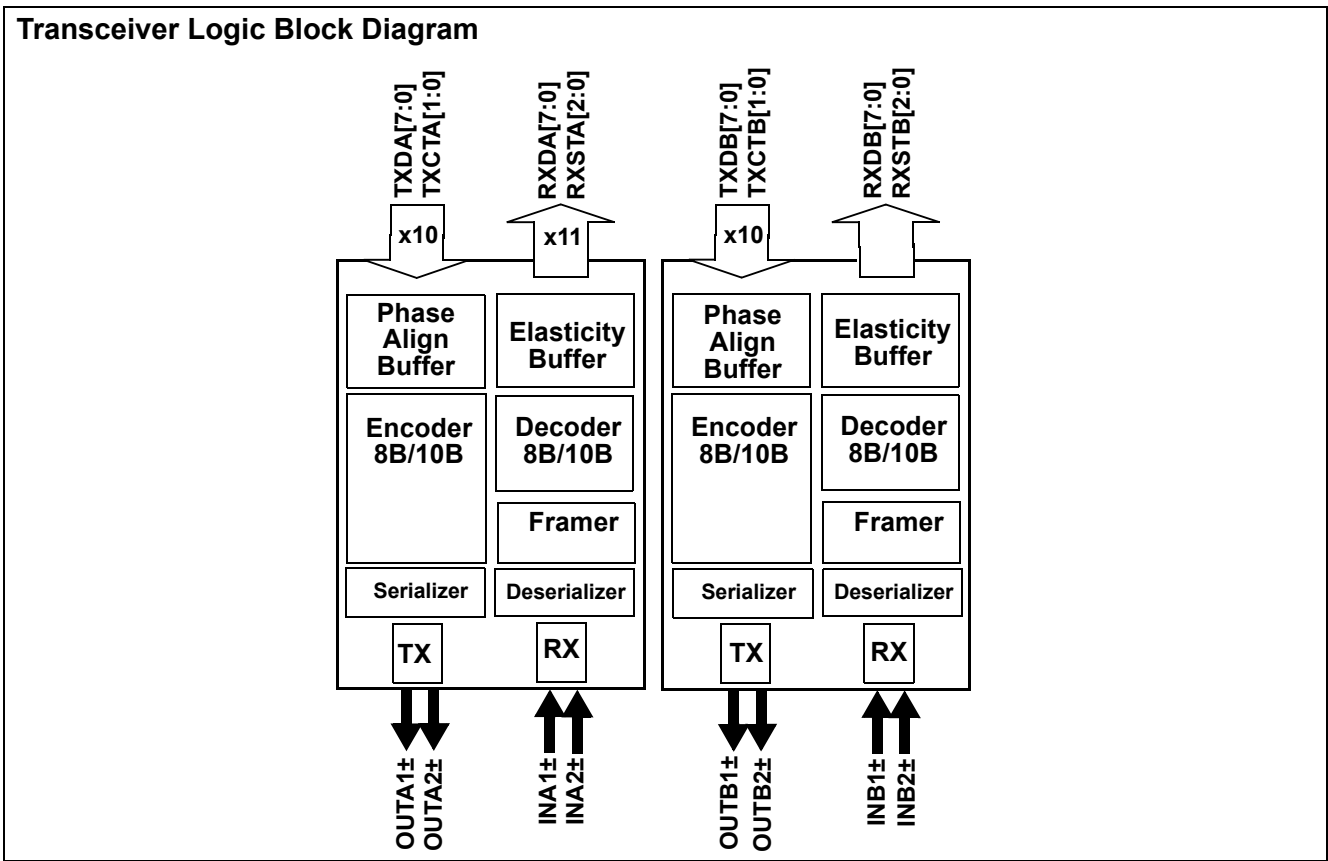 Transceiver Logic Block Diagram
TXDA[7:0]
TXCTA[1:0]
RXDA[7:0]
RXSTA[2:0]
TXDB[7:0]
TXCTB[1:0]
RXDB[7:0]
RXSTB[2:0]
x10
x11
x10
Phase
Align
Buffer
Elasticity
Buffer
Phase
Align
Buffer
Elasticity
Buffer
Encoder
8B/10B
Decoder
8B/10B
Encoder
8B/10B
Decoder
8B/10B
Framer
Framer
Serializer
Deserializer
Serializer
Deserializer
TX
RX
TX
RX
OUTA1±
OUTA2±
INA1±
INA2±
OUTB1±
OUTB2±
INB1±
INB2±